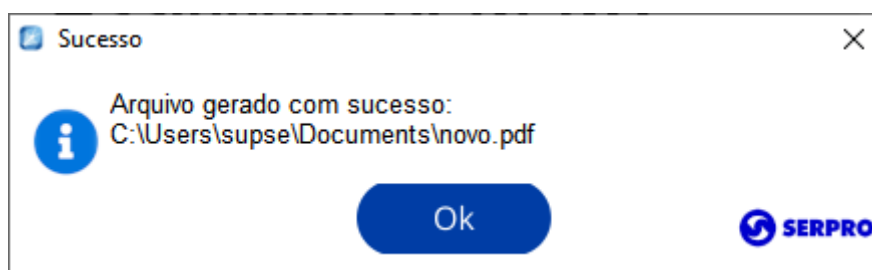 Sucesso
Arquivo gerado com sucesso:
C:\Users\supse\Documents\novo.pdf
Ok
SERPRO